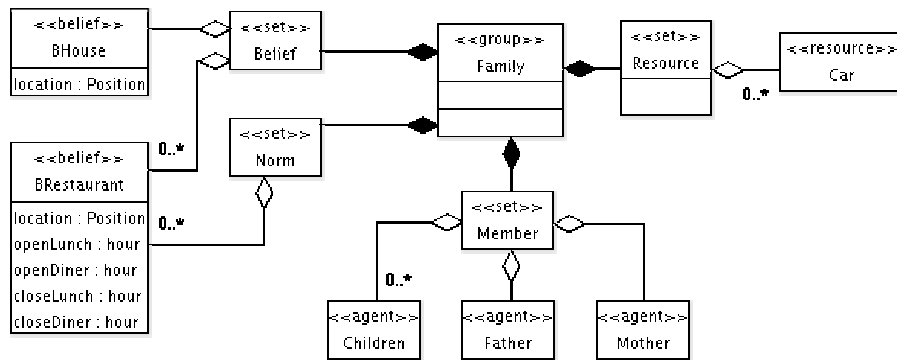 <<belief>>
BHouse
location : Position
<<set>>
Belief
<<group>>
Family
<<set>>
Resource
<<resource>>
Car
0..*
<<belief>>
BRestaurant
location : Position
openLunch : hour
openDiner : hour
closeLunch : hour
closeDiner : hour
0..*
0..*
<<set>>
Norm
<<set>>
Member
0..*
<<agent>>
Children
<<agent>>
Father
<<agent>>
Mother